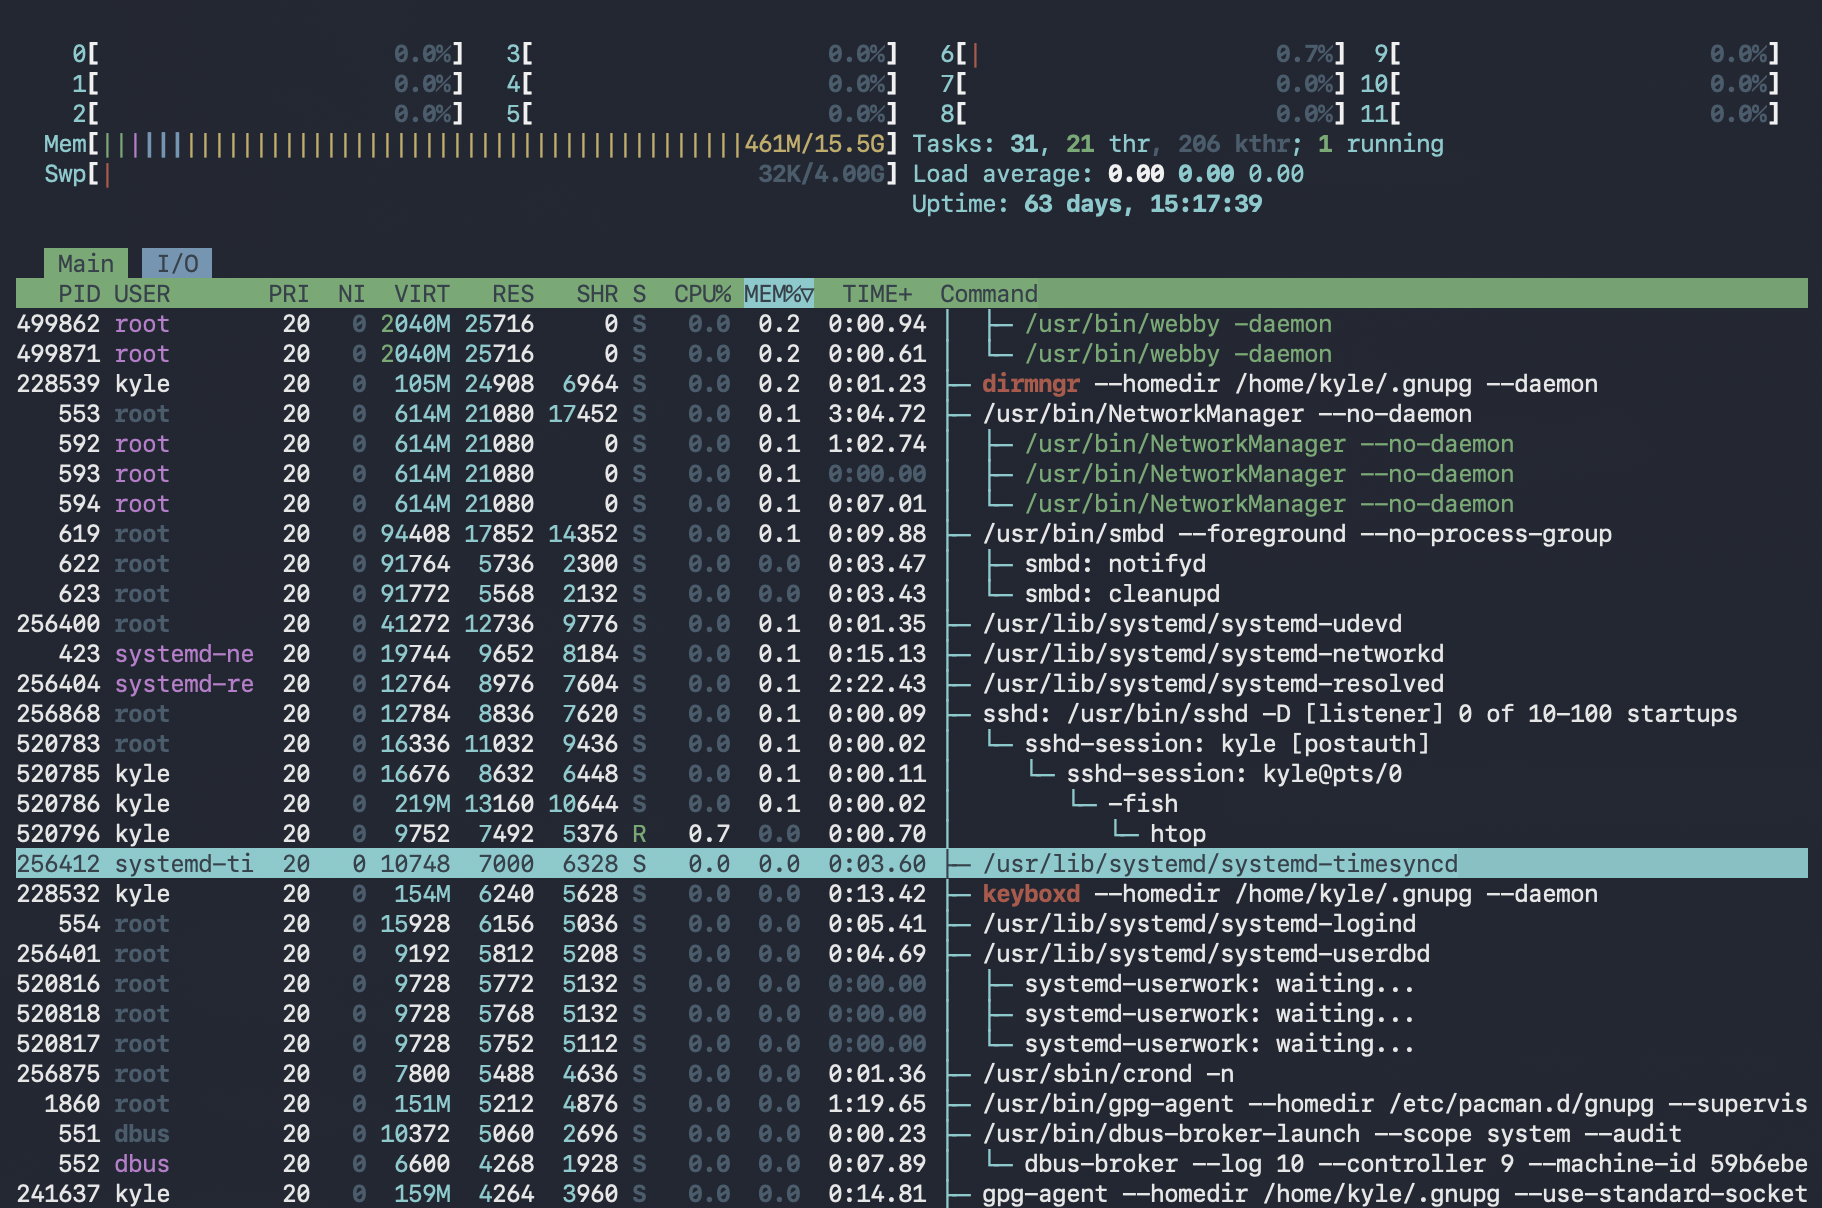 0[ 0.0%] 3[ 0.0%] 6[| 0.7%] 9[ 0.0%]
1[ 0.0%] 4[ 0.0%] 7[ 0.0%] 10[ 0.0%]
2[ 0.0%] 5[ 0.0%] 8[ 0.0%] 11[ 0.0%]
Mem[||||||||||||||||||||||||||||||||||||||||||||||461M/15.5G] Tasks: 31, 21 thr, 206 kthr; 1 running
Swp[| 32K/4.00G] Load average: 0.00 0.00 0.00
Uptime: 63 days, 15:17:39
Main I/O
PID USER PRI NI VIRT RES SHR S CPU% MEM%▽ TIME+ Command
499862 root 20 0 2040M 25716 0 S 0.0 0.2 0:00.94 │ ├─ /usr/bin/webby -daemon
499871 root 20 0 2040M 25716 0 S 0.0 0.2 0:00.61 │ └─ /usr/bin/webby -daemon
228539 kyle 20 0 105M 24908 6964 S 0.0 0.2 0:01.23 ├─ dirmngr --homedir /home/kyle/.gnupg --daemon
553 root 20 0 614M 21080 17452 S 0.0 0.1 3:04.72 ├─ /usr/bin/NetworkManager --no-daemon
592 root 20 0 614M 21080 0 S 0.0 0.1 1:02.74 │ ├─ /usr/bin/NetworkManager --no-daemon
593 root 20 0 614M 21080 0 S 0.0 0.1 0:00.00 │ ├─ /usr/bin/NetworkManager --no-daemon
594 root 20 0 614M 21080 0 S 0.0 0.1 0:07.01 │ └─ /usr/bin/NetworkManager --no-daemon
619 root 20 0 94408 17852 14352 S 0.0 0.1 0:09.88 ├─ /usr/bin/smbd --foreground --no-process-group
622 root 20 0 91764 5736 2300 S 0.0 0.0 0:03.47 │ ├─ smbd: notifyd
623 root 20 0 91772 5568 2132 S 0.0 0.0 0:03.43 │ └─ smbd: cleanupd
256400 root 20 0 41272 12736 9776 S 0.0 0.1 0:01.35 ├─ /usr/lib/systemd/systemd-udevd
423 systemd-ne 20 0 19744 9652 8184 S 0.0 0.1 0:15.13 ├─ /usr/lib/systemd/systemd-networkd
256404 systemd-re 20 0 12764 8976 7604 S 0.0 0.1 2:22.43 ├─ /usr/lib/systemd/systemd-resolved
256868 root 20 0 12784 8836 7620 S 0.0 0.1 0:00.09 ├─ sshd: /usr/bin/sshd -D [listener] 0 of 10-100 startups
520783 root 20 0 16336 11032 9436 S 0.0 0.1 0:00.02 │ └─ sshd-session: kyle [postauth]
520785 kyle 20 0 16676 8632 6448 S 0.0 0.1 0:00.11 │ └─ sshd-session: kyle@pts/0
520786 kyle 20 0 219M 13160 10644 S 0.0 0.1 0:00.02 │ └─ -fish
520796 kyle 20 0 9752 7492 5376 R 0.7 0.0 0:00.70 │ └─ htop
256412 systemd-ti 20 0 10748 7000 6328 S 0.0 0.0 0:03.60 ├─ /usr/lib/systemd/systemd-timesyncd
228532 kyle 20 0 154M 6240 5628 S 0.0 0.0 0:13.42 ├─ keyboxd --homedir /home/kyle/.gnupg --daemon
554 root 20 0 15928 6156 5036 S 0.0 0.0 0:05.41 ├─ /usr/lib/systemd/systemd-logind
256401 root 20 0 9192 5812 5208 S 0.0 0.0 0:04.69 ├─ /usr/lib/systemd/systemd-userdbd
520816 root 20 0 9728 5772 5132 S 0.0 0.0 0:00.00 │ ├─ systemd-userwork: waiting...
520818 root 20 0 9728 5768 5132 S 0.0 0.0 0:00.00 │ ├─ systemd-userwork: waiting...
520817 root 20 0 9728 5752 5112 S 0.0 0.0 0:00.00 │ └─ systemd-userwork: waiting...
256875 root 20 0 7800 5488 4636 S 0.0 0.0 0:01.36 ├─ /usr/sbin/crond -n
1860 root 20 0 151M 5212 4876 S 0.0 0.0 1:19.65 ├─ /usr/bin/gpg-agent --homedir /etc/pacman.d/gnupg --supervis
551 dbus 20 0 10372 5060 2696 S 0.0 0.0 0:00.23 ├─ /usr/bin/dbus-broker-launch --scope system --audit
552 dbus 20 0 6600 4268 1928 S 0.0 0.0 0:07.89 │ └─ dbus-broker --log 10 --controller 9 --machine-id 59b6ebe
241637 kyle 20 0 159M 4264 3960 S 0.0 0.0 0:14.81 ├─ gpg-agent --homedir /home/kyle/.gnupg --use-standard-socket